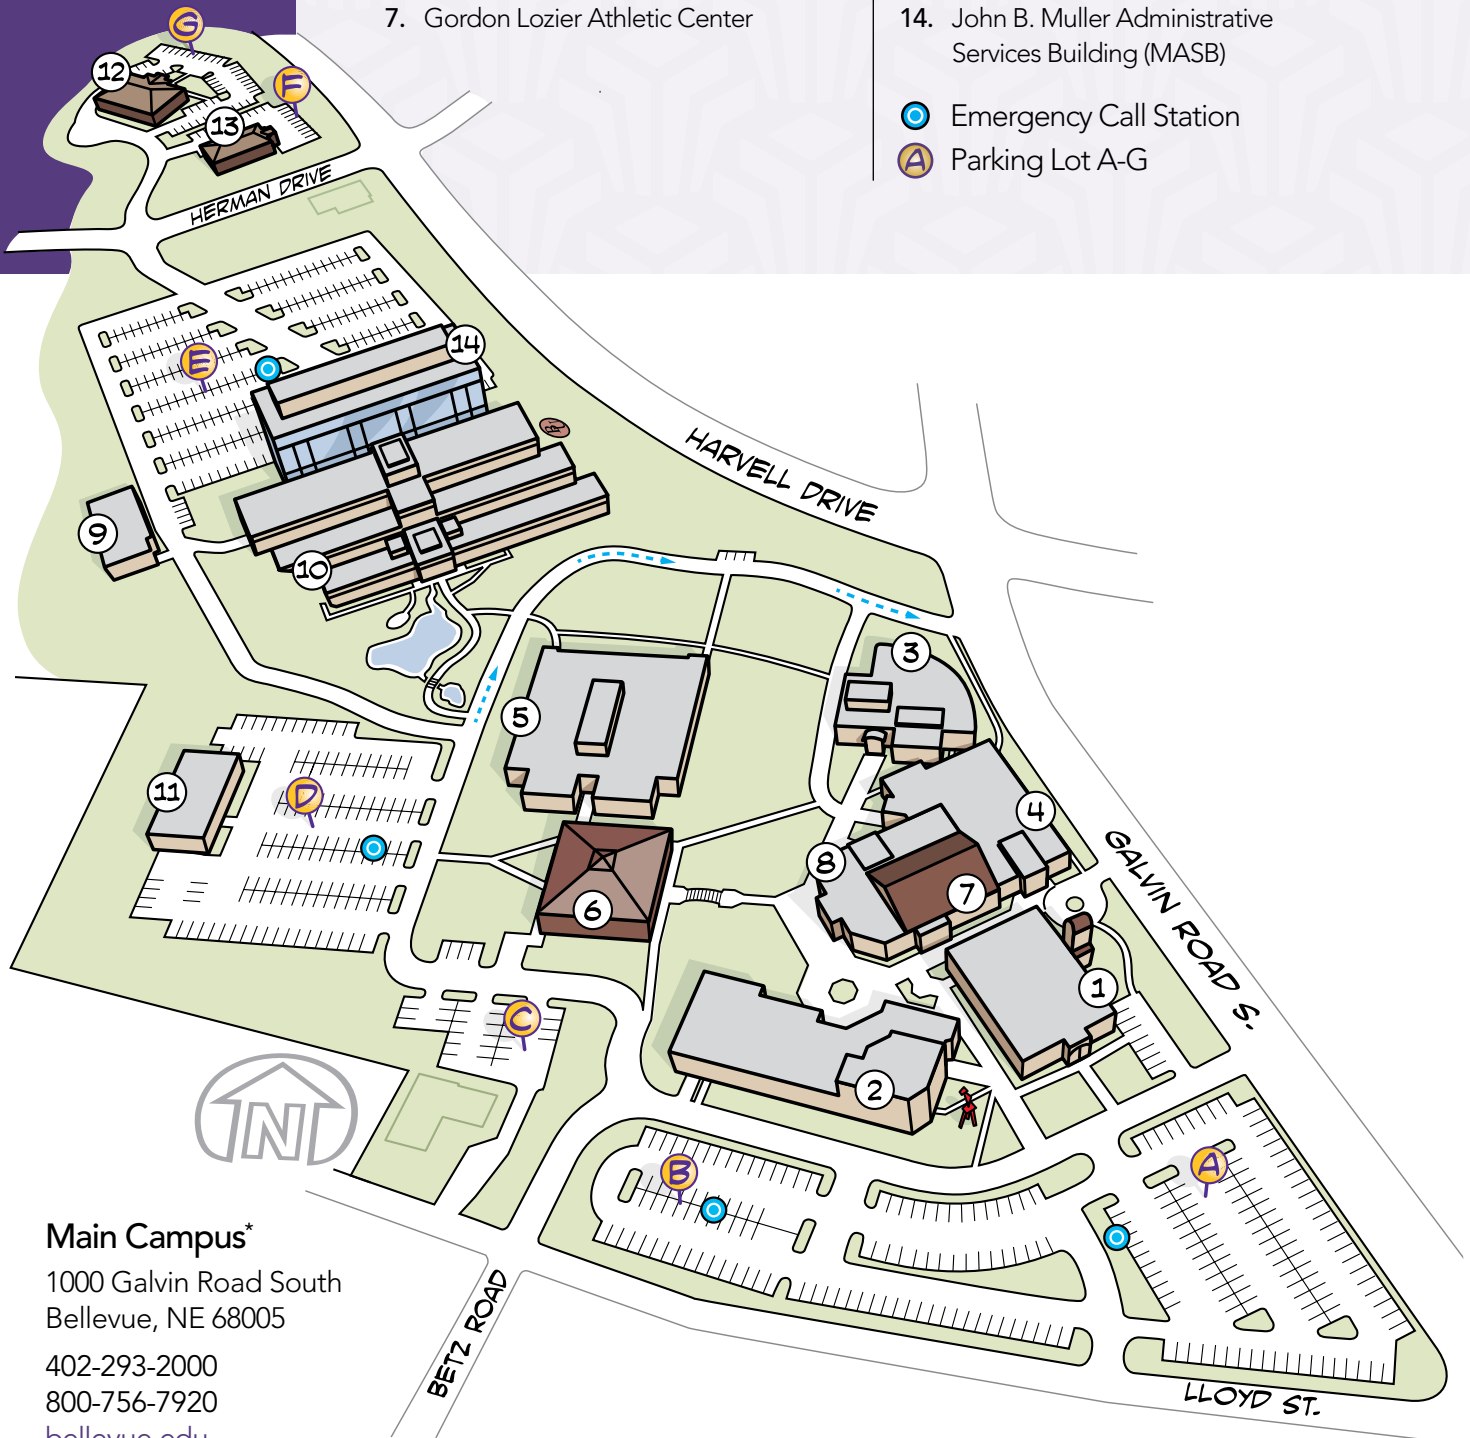 7. Gordon Lozier Athletic Center
14. John B. Muller Administrative
Services Building (MASB)
Emergency Call Station
A Parking Lot A-G
G
12
F
13
HERMAN DRIVE
14
E
HARVELL DRIVE
9
10
3
5
11
D
4
GALVIN ROAD S.
8
7
6
1
C
2
N
B
A
Main Campus*
1000 Galvin Road South
Bellevue, NE 68005
402-293-2000
800-756-7920
bellevue.edu
BETZ ROAD
LLOYD ST.